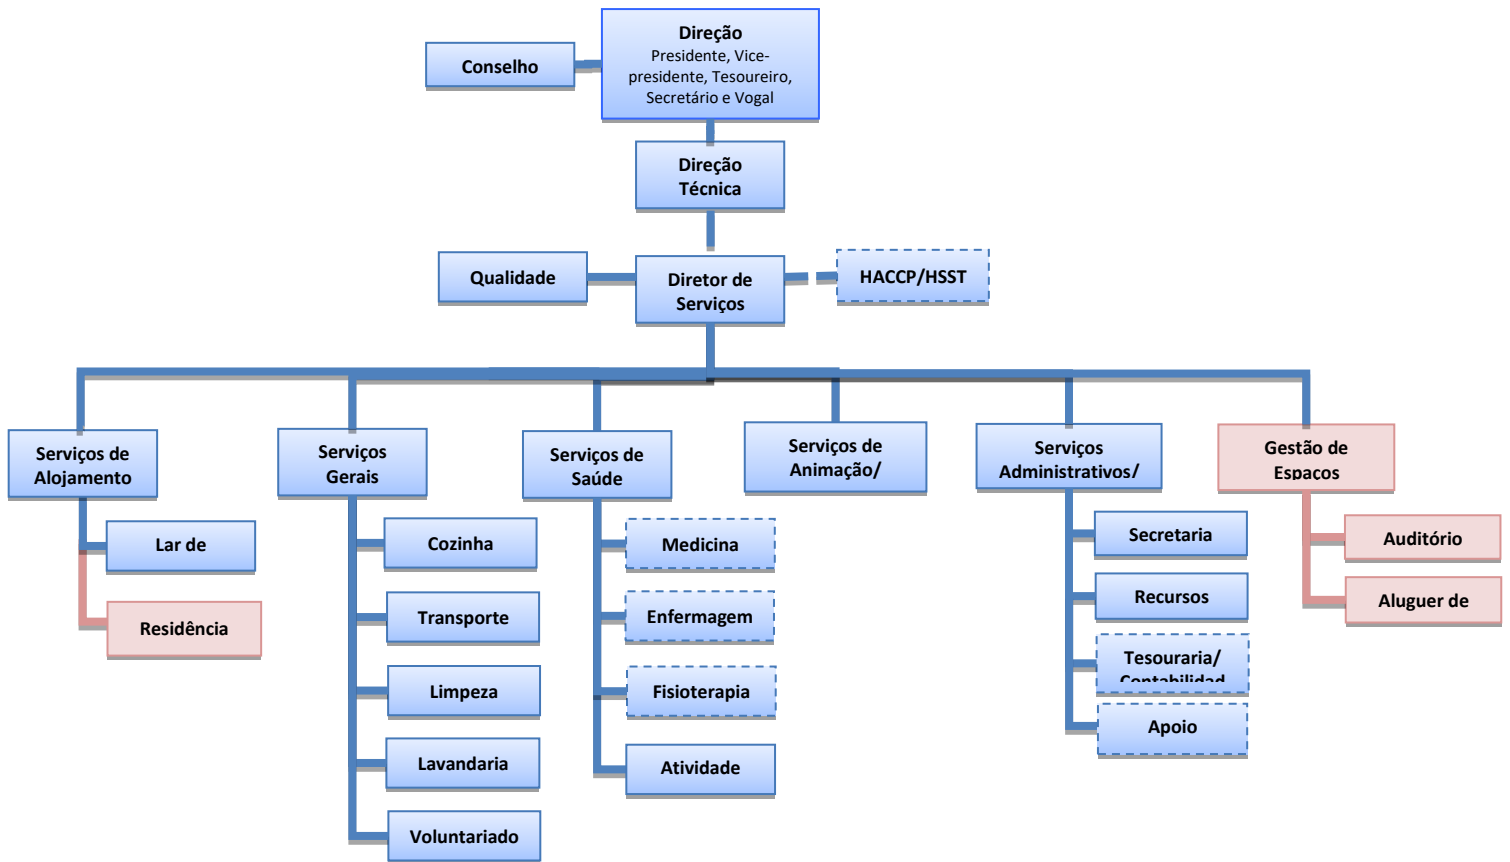 Direção
Presidente, Vice-
presidente, Tesoureiro,
Secretário e Vogal
Conselho
Direção
Técnica
Qualidade
Diretor de
Serviços
HACCP/HSST
Serviços de
Alojamento
Serviços
Gerais
Serviços de
Saúde
Serviços de
Animação/
Serviços
Administrativos/
Gestão de
Espaços
Lar de
Residência
Cozinha
Transporte
Limpeza
Lavandaria
Voluntariado
Medicina
Enfermagem
Fisioterapia
Atividade
Secretaria
Recursos
Tesouraria/
Contabilidad
Apoio
Auditório
Aluguer de